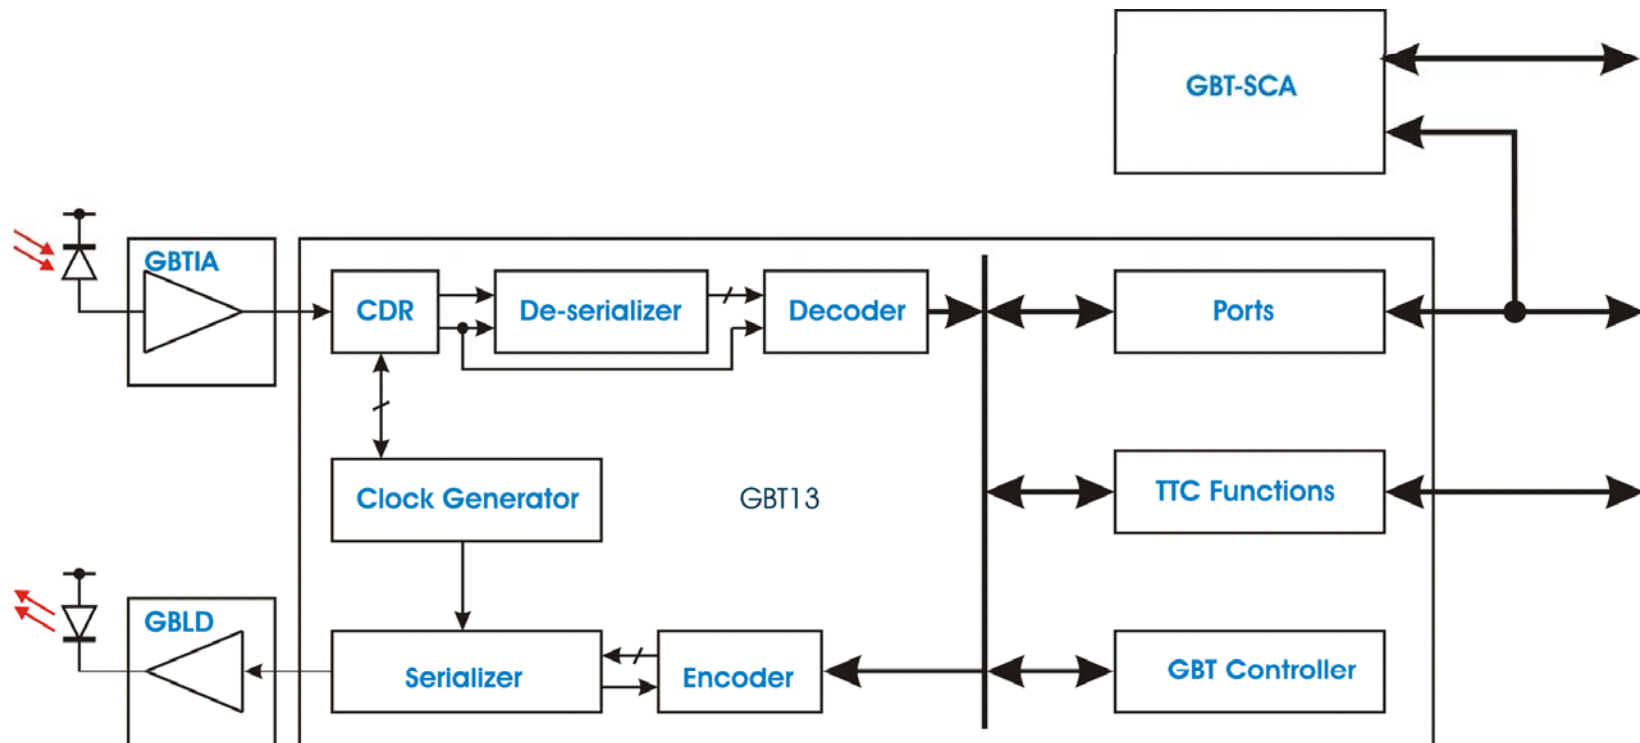 GBT-SCA
GBTIA
CDR
De-serializer
Decoder
Ports
Clock Generator
GBT13
TTC Functions
GBLD
Serializer
Encoder
GBT Controller